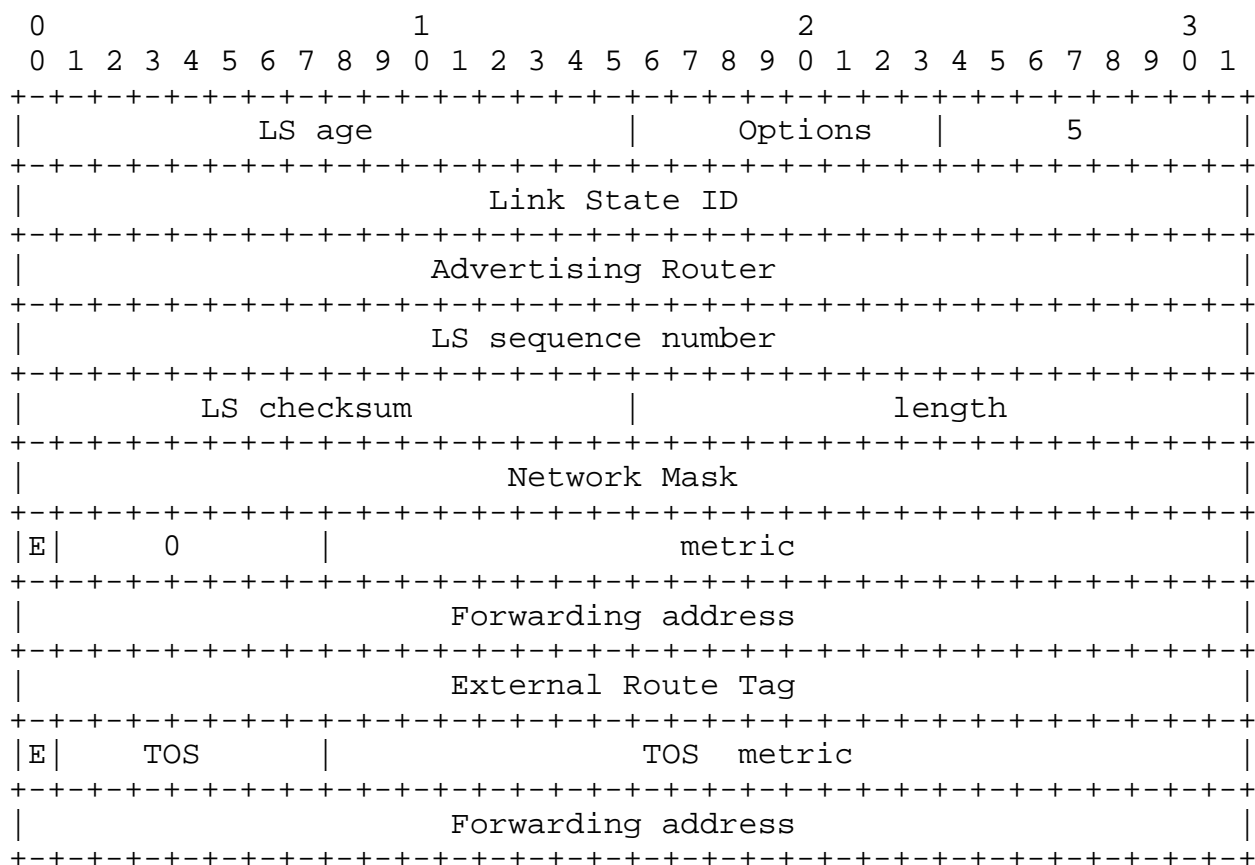 0                   1                   2                   3
 0 1 2 3 4 5 6 7 8 9 0 1 2 3 4 5 6 7 8 9 0 1 2 3 4 5 6 7 8 9 0 1
+-+-+-+-+-+-+-+-+-+-+-+-+-+-+-+-+-+-+-+-+-+-+-+-+-+-+-+-+-+-+-+-+
|            LS age             |     Options   |      5        |
+-+-+-+-+-+-+-+-+-+-+-+-+-+-+-+-+-+-+-+-+-+-+-+-+-+-+-+-+-+-+-+-+
|                        Link State ID                          |
+-+-+-+-+-+-+-+-+-+-+-+-+-+-+-+-+-+-+-+-+-+-+-+-+-+-+-+-+-+-+-+-+
|                     Advertising Router                        |
+-+-+-+-+-+-+-+-+-+-+-+-+-+-+-+-+-+-+-+-+-+-+-+-+-+-+-+-+-+-+-+-+
|                     LS sequence number                        |
+-+-+-+-+-+-+-+-+-+-+-+-+-+-+-+-+-+-+-+-+-+-+-+-+-+-+-+-+-+-+-+-+
|         LS checksum           |             length            |
+-+-+-+-+-+-+-+-+-+-+-+-+-+-+-+-+-+-+-+-+-+-+-+-+-+-+-+-+-+-+-+-+
|                         Network Mask                          |
+-+-+-+-+-+-+-+-+-+-+-+-+-+-+-+-+-+-+-+-+-+-+-+-+-+-+-+-+-+-+-+-+
|E|     0       |                  metric                       |
+-+-+-+-+-+-+-+-+-+-+-+-+-+-+-+-+-+-+-+-+-+-+-+-+-+-+-+-+-+-+-+-+
|                      Forwarding address                       |
+-+-+-+-+-+-+-+-+-+-+-+-+-+-+-+-+-+-+-+-+-+-+-+-+-+-+-+-+-+-+-+-+
|                      External Route Tag                       |
+-+-+-+-+-+-+-+-+-+-+-+-+-+-+-+-+-+-+-+-+-+-+-+-+-+-+-+-+-+-+-+-+
|E|    TOS      |                TOS  metric                    |
+-+-+-+-+-+-+-+-+-+-+-+-+-+-+-+-+-+-+-+-+-+-+-+-+-+-+-+-+-+-+-+-+
|                      Forwarding address                       |
+-+-+-+-+-+-+-+-+-+-+-+-+-+-+-+-+-+-+-+-+-+-+-+-+-+-+-+-+-+-+-+-+